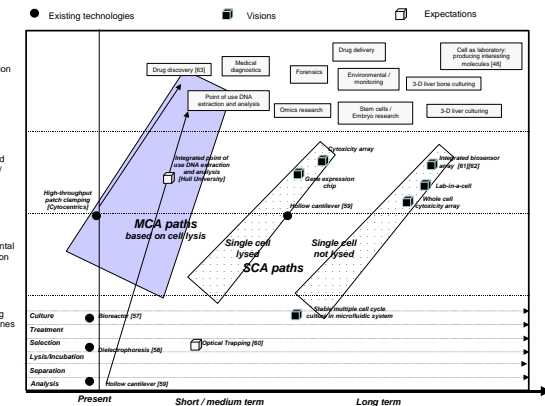 Existing technologies
Visions
Expectations
Drug delivery
Cell as laboratory:
producing interesting
molecules [48]
Drug discovery [63]
Medical
diagnostics
Forensics
Environmental /
monitoring
3-D liver bone culturing
Point of use DNA
extraction and analysis
Omics research
Stem cells /
Embryo research
3-D liver culturing
Cytoxicity array
Integrated point of
use DNA extraction
and analysis
[Hull University]
Integrated biosensor
array [61][62]
Gene expression
chip
Lab-in-a-cell
High-throughput
patch clamping
[Cytocentrics]
Whole cell
cytoxicity array
Hollow cantilever [59]
MCA paths
based on cell lysis
Single cell
lysed
Single cell
not lysed
SCA paths
Culture
Bioreactor [57]
Stable multiple cell cycle
culture in microfluidic system
Treatment
Selection
Dielectrophoresis [58]
Optical Trapping [60]
Lysis/Incubation
Separation
Analysis
Hollow cantilever [59]
Present
Short / medium term
Long term